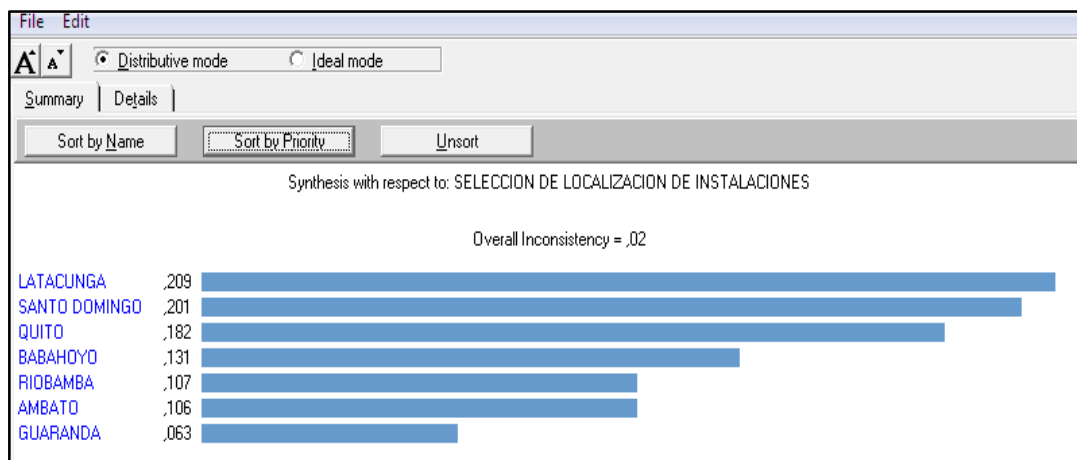 File Edit
A A Distributive mode Ideal mode
Summary Details
Sort by Name Sort by Priority Unsort
Synthesis with respect to: SELECCION DE LOCALIZACION DE INSTALACIONES
Overall Inconsistency = ,02
LATACUNGA ,209
SANTO DOMINGO ,201
QUITO ,182
BABAHOYO ,131
RIOBAMBA ,107
AMBATO ,106
GUARANDA ,063